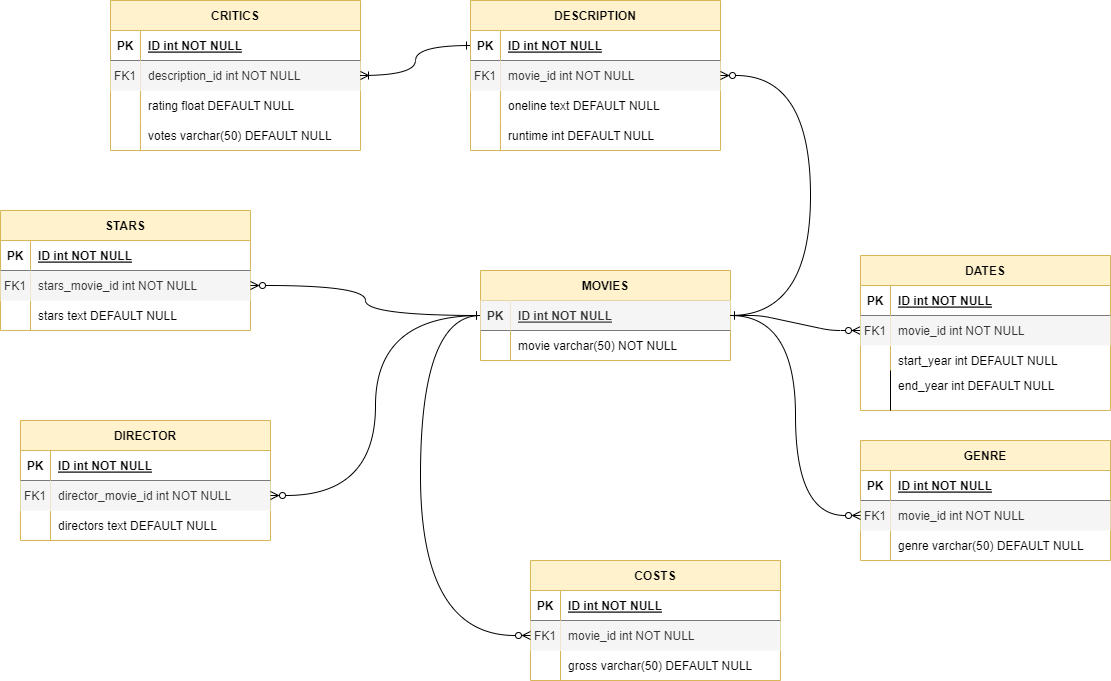 CRITICS
PK ID int NOT NULL
FK1 description_id int NOT NULL
rating float DEFAULT NULL
votes varchar(50) DEFAULT NULL
DESCRIPTION
PK ID int NOT NULL
FK1 movie_id int NOT NULL
oneline text DEFAULT NULL
runtime int DEFAULT NULL
STARS
PK ID int NOT NULL
FK1 stars_movie_id int NOT NULL
stars text DEFAULT NULL
MOVIES
PK ID int NOT NULL
movie varchar(50) NOT NULL
DATES
PK ID int NOT NULL
FK1 movie_id int NOT NULL
start_year int DEFAULT NULL
end_year int DEFAULT NULL
DIRECTOR
PK ID int NOT NULL
FK1 director_movie_id int NOT NULL
directors text DEFAULT NULL
GENRE
PK ID int NOT NULL
FK1 movie_id int NOT NULL
genre varchar(50) DEFAULT NULL
COSTS
PK ID int NOT NULL
FK1 movie_id int NOT NULL
gross varchar(50) DEFAULT NULL